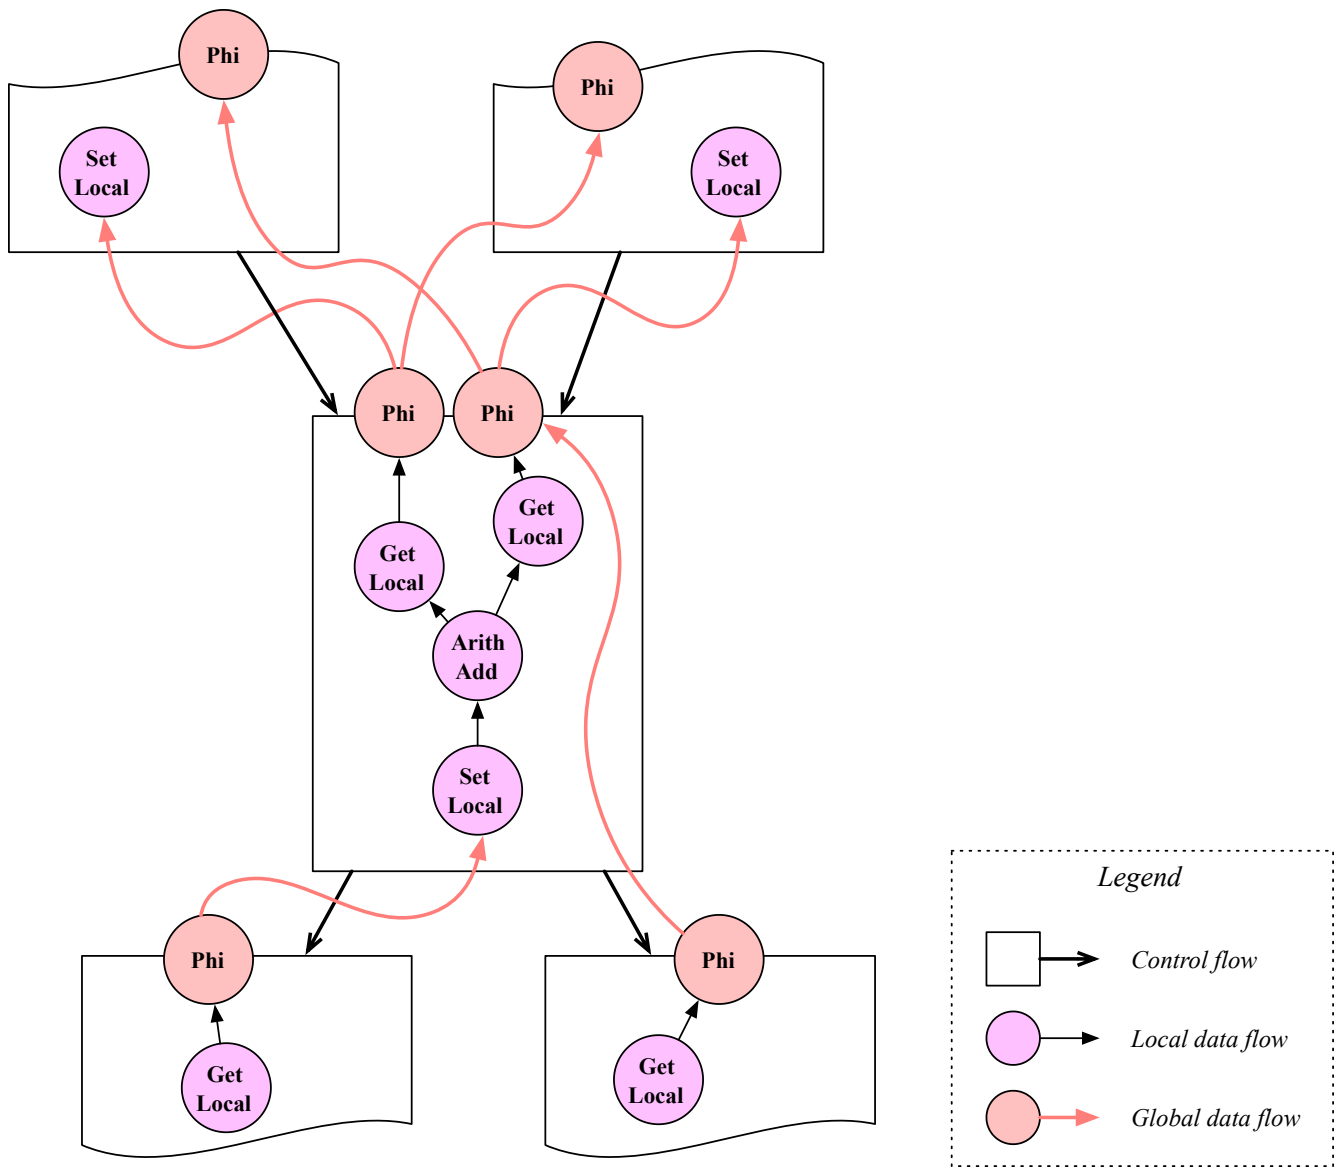 Phi
Phi
Set
Local
Set
Local
Phi
Phi
Get
Local
Get
Local
Arith
Add
Set
Local
Phi
Phi
Get
Local
Get
Local
Legend
Control flow
Local data flow
Global data flow